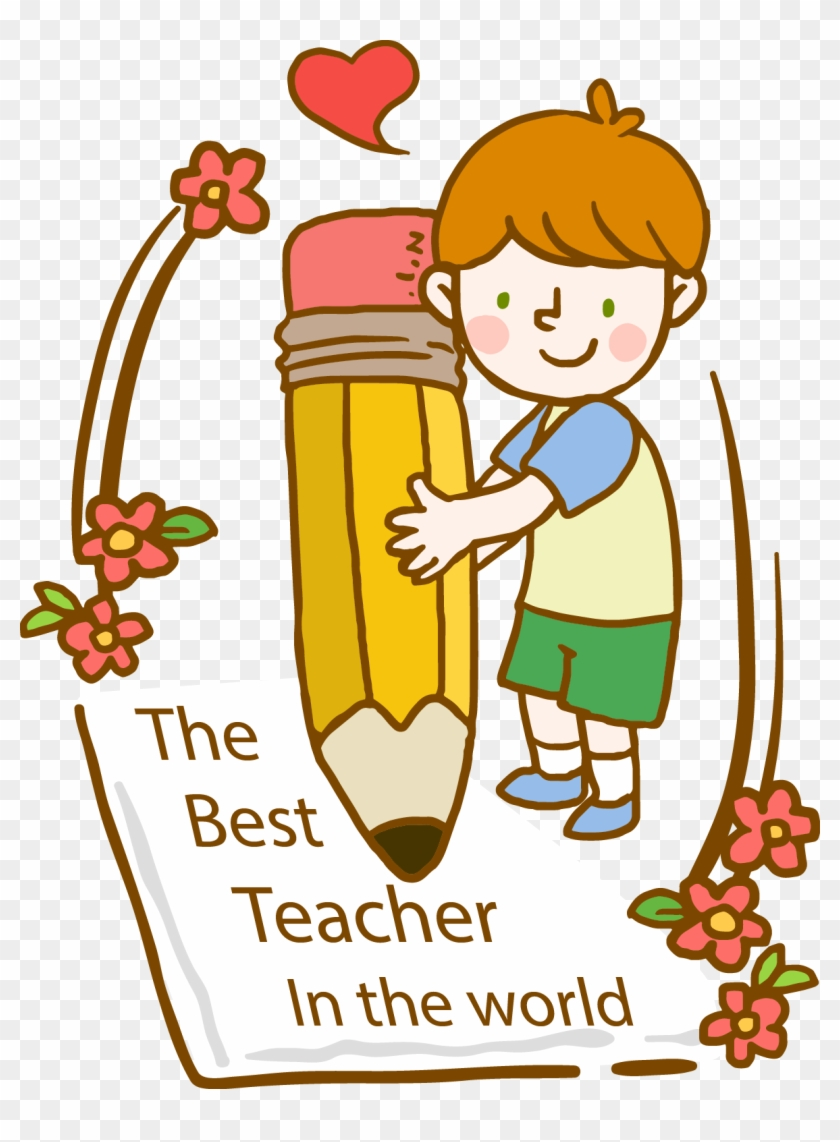 The
Best
Teacher
In the world